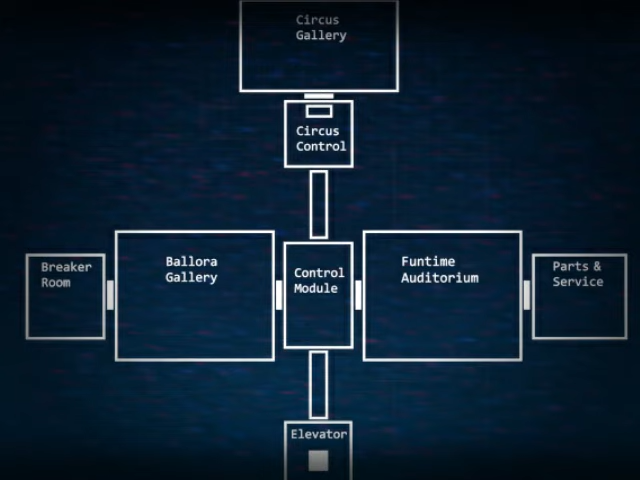 Circus
Gallery
Circus
Control
Breaker
Room
Ballora
Gallery
Control
Module
Funtime
Auditorium
Parts &
Service
Elevator